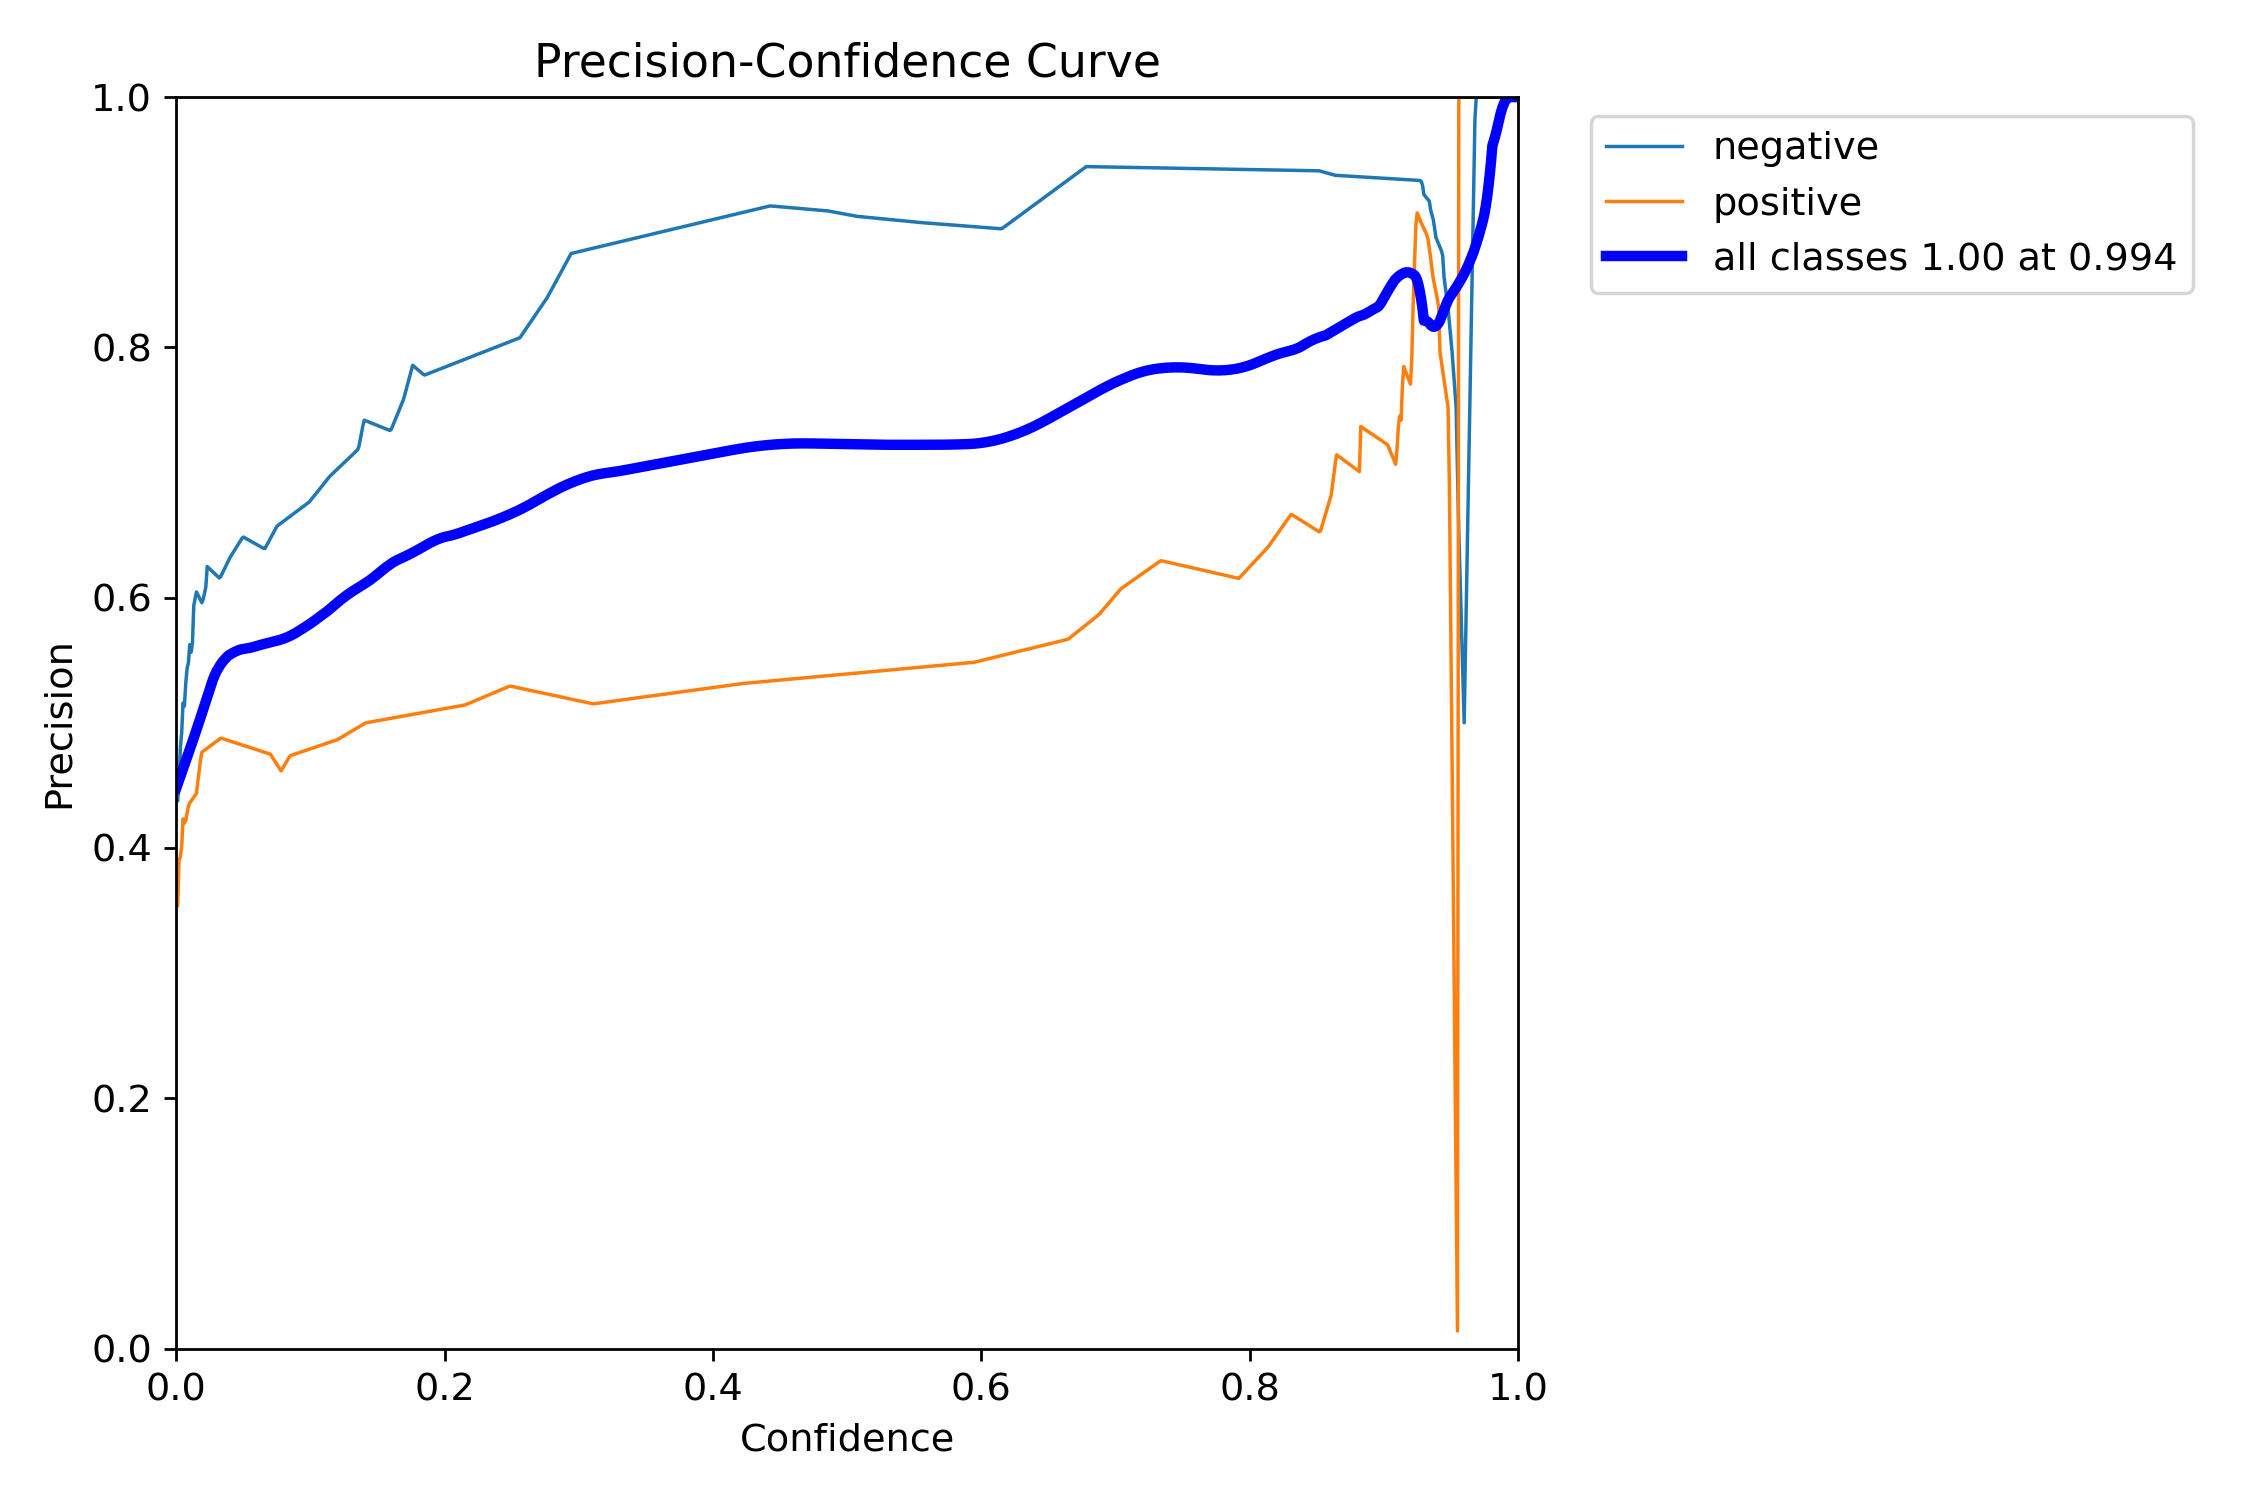 Precision-Confidence Curve
negative
positive
all classes 1.00 at 0.994
Precision
1.0
0.8
0.6
0.4
0.2
0.0
0.0 0.2 0.4 0.6 0.8 1.0
Confidence